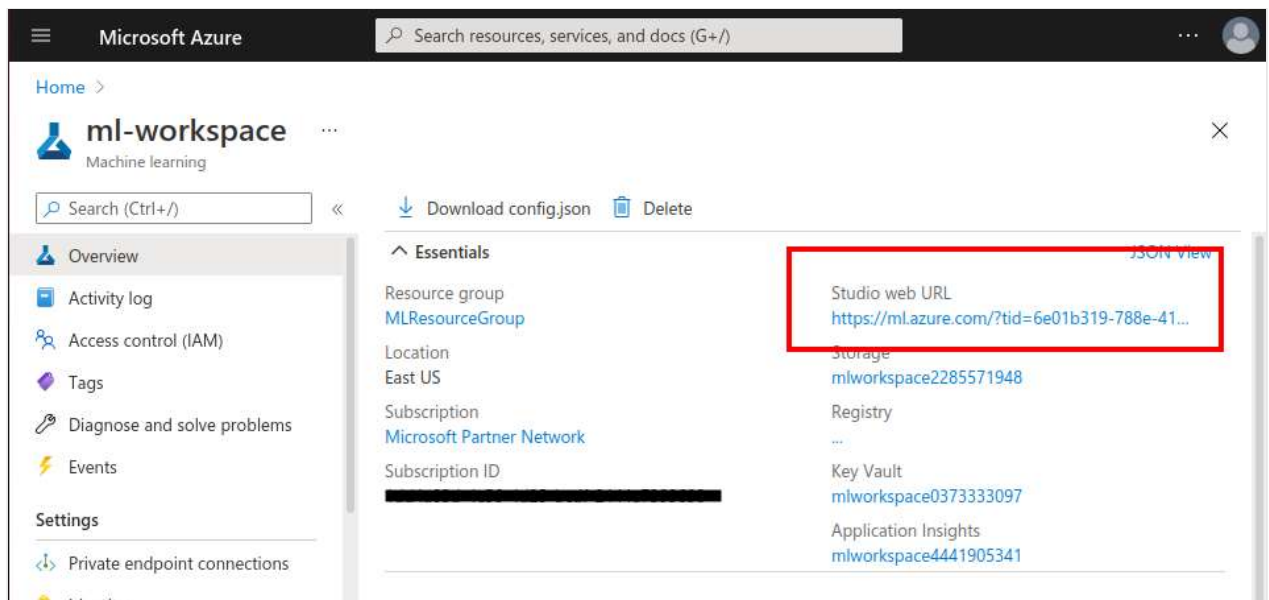 Microsoft Azure
Search resources, services, and docs (G+/)
...
Home >
ml-workspace ...
Machine learning
Search (Ctrl+/)
«
Download config.json
Delete
Overview
Activity log
Access control (IAM)
Tags
Diagnose and solve problems
Events
Settings
Private endpoint connections
Essentials
JSON View
Resource group
MLResourceGroup
Location
East US
Subscription
Microsoft Partner Network
Subscription ID
Studio web URL
https://ml.azure.com/?tid=6e01b319-788e-41...
Storage
mlworkspace2285571948
Registry
...
Key Vault
mlworkspace0373333097
Application Insights
mlworkspace4441905341